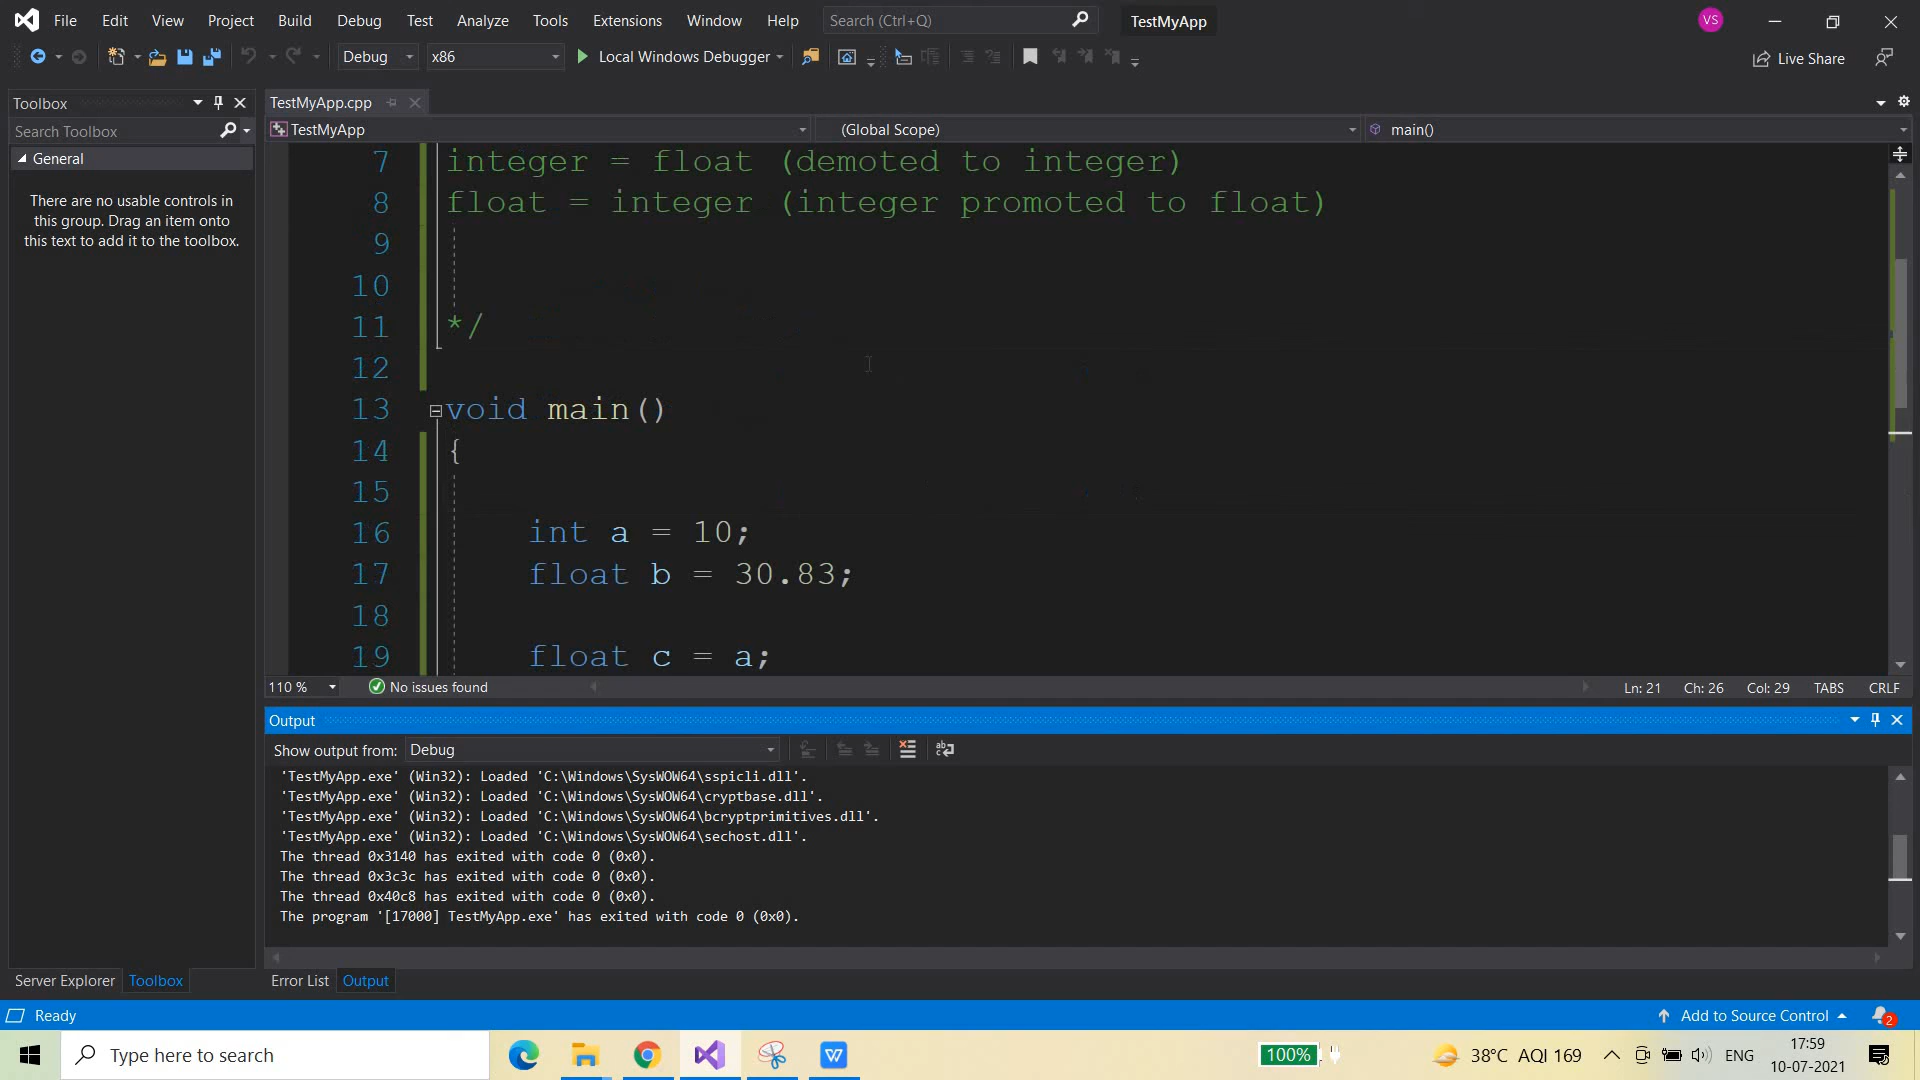 File Edit View Project Build Debug Test Analyze Tools Extensions Window Help Search (Ctrl+Q) TestMyApp VS
Debug x86 Local Windows Debugger Live Share
Toolbox
Search Toolbox
General
There are no usable controls in
this group. Drag an item onto
this text to add it to the toolbox.
TestMyApp.cpp
TestMyApp (Global Scope) main()
7 integer = float (demoted to integer)
8 float = integer (integer promoted to float)
9
10
11 */
12
13 void main()
14 {
15
16 int a = 10;
17 float b = 30.83;
18
19 float c = a;
110 % No issues found Ln: 21 Ch: 26 Col: 29 TABS CRLF
Output
Show output from: Debug
'TestMyApp.exe' (Win32): Loaded 'C:\Windows\SysWOW64\sspicli.dll'.
'TestMyApp.exe' (Win32): Loaded 'C:\Windows\SysWOW64\cryptbase.dll'.
'TestMyApp.exe' (Win32): Loaded 'C:\Windows\SysWOW64\bcryptprimitives.dll'.
'TestMyApp.exe' (Win32): Loaded 'C:\Windows\SysWOW64\sechost.dll'.
The thread 0x3140 has exited with code 0 (0x0).
The thread 0x3c3c has exited with code 0 (0x0).
The thread 0x40c8 has exited with code 0 (0x0).
The program '[17000] TestMyApp.exe' has exited with code 0 (0x0).
Server Explorer Toolbox Error List Output
Ready Add to Source Control 2
Type here to search 100% 38°C AQI 169 ENG 17:59
10-07-2021